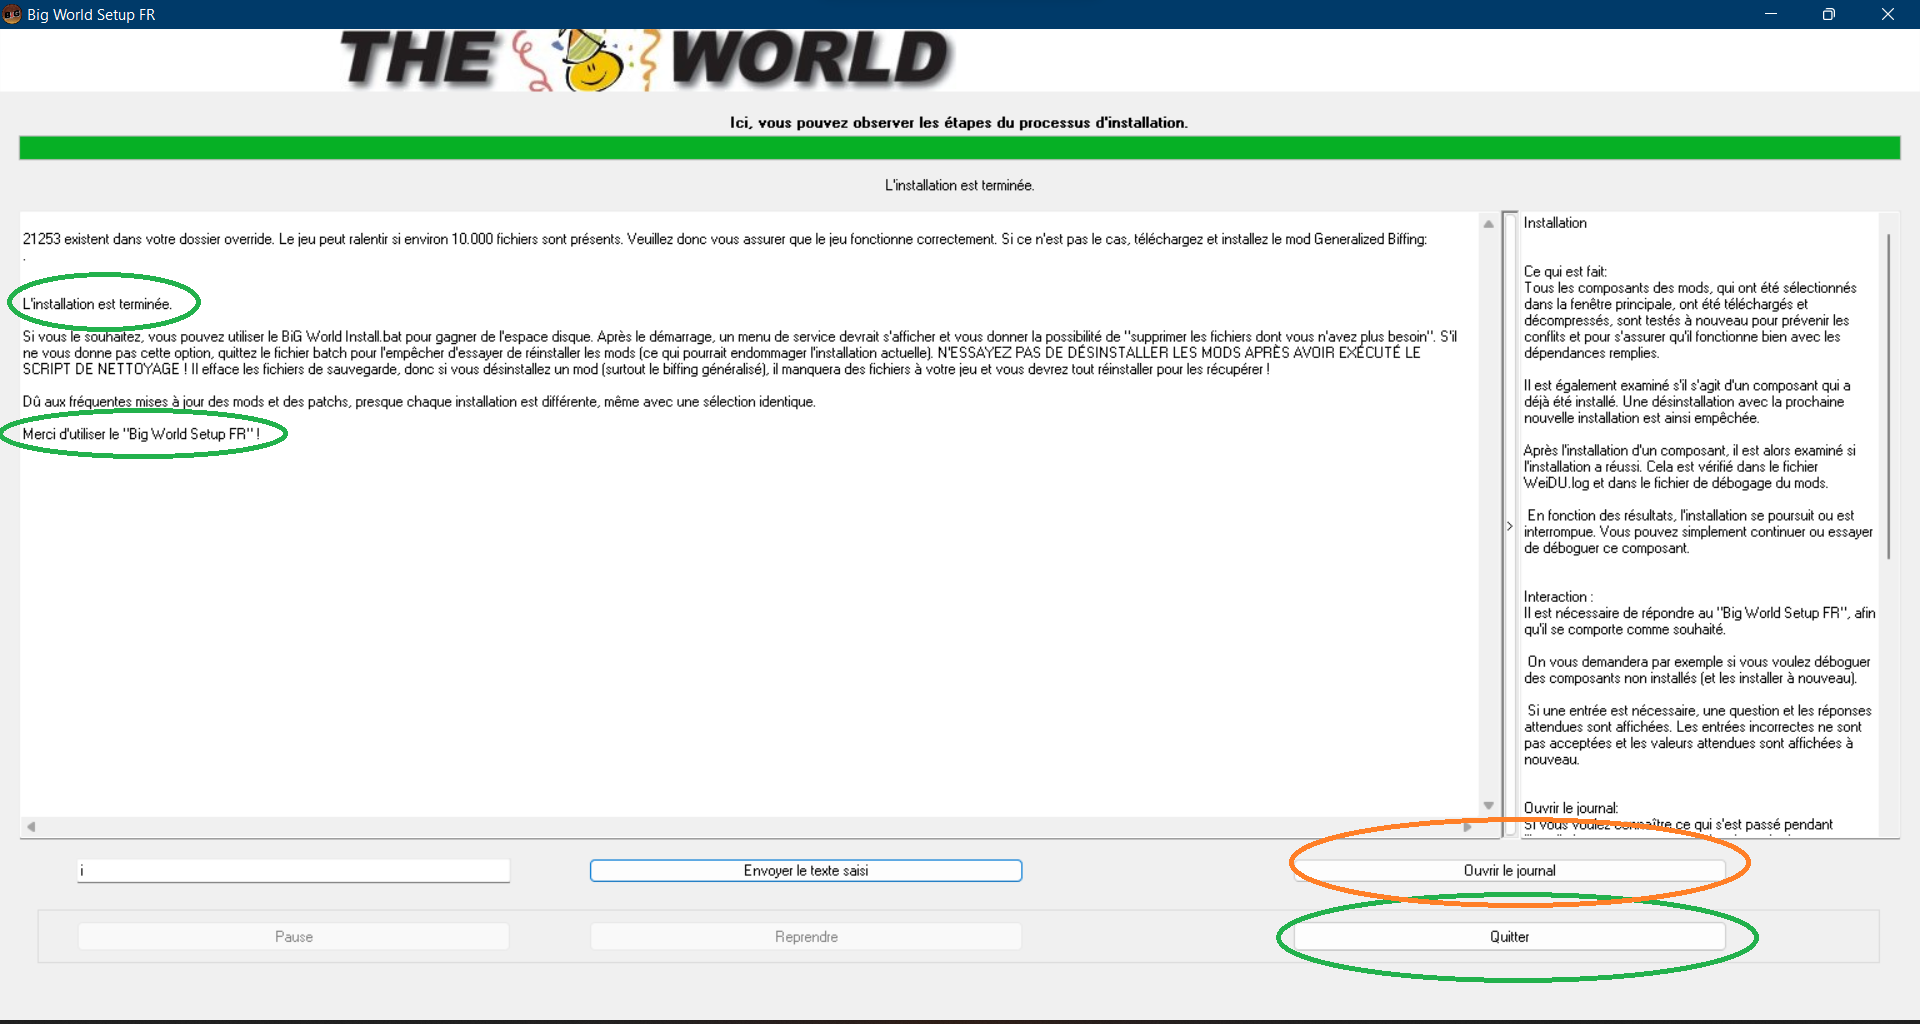 Big World Setup FR
THE WORLD
Ici, vous pouvez observer les étapes du processus d'installation.
L'installation est terminée.
21253 existent dans votre dossier override. Le jeu peut ralentir si environ 10.000 fichiers sont présents. Veuillez donc vous assurer que le jeu fonctionne correctement. Si ce n'est pas le cas, téléchargez et installez le mod Generalized Biffing:
.
L'installation est terminée.
Si vous le souhaitez, vous pouvez utiliser le BiG World Install.bat pour gagner de l'espace disque. Après le démarrage, un menu de service devrait s'afficher et vous donner la possibilité de "supprimer les fichiers dont vous n'avez plus besoin". S'il
ne vous donne pas cette option, quittez le fichier batch pour l'empêcher d'essayer de réinstaller les mods (ce qui pourrait endommager l'installation actuelle). N'ESSAYEZ PAS DE DÉSINSTALLER LES MODS APRÈS AVOIR EXÉCUTÉ LE
SCRIPT DE NETTOYAGE ! Il efface les fichiers de sauvegarde, donc si vous désinstallez un mod (surtout le biffing généralisé), il manquera des fichiers à votre jeu et vous devrez tout réinstaller pour les récupérer !
Dû aux fréquentes mises à jour des mods et des patchs, presque chaque installation est différente, même avec une sélection identique.
Merci d'utiliser le "Big World Setup FR" !
Installation
Ce qui est fait:
Tous les composants des mods, qui ont été sélectionnés
dans la fenêtre principale, ont été téléchargés et
décompressés, sont testés à nouveau pour prévenir les
conflits et pour s'assurer qu'il fonctionne bien avec les
dépendances remplies.
Il est également examiné s'il s'agit d'un composant qui a
déjà été installé. Une désinstallation avec la prochaine
nouvelle installation est ainsi empêchée.
Après l'installation d'un composant, il est alors examiné si
l'installation a réussi. Cela est vérifié dans le fichier
WeiDU.log et dans le fichier de débogage du mods.
En fonction des résultats, l'installation se poursuit ou est
interrompue. Vous pouvez simplement continuer ou essayer
de déboguer ce composant.
Interaction :
Il est nécessaire de répondre au "Big World Setup FR", afin
qu'il se comporte comme souhaité.
On vous demandera par exemple si vous voulez déboguer
des composants non installés (et les installer à nouveau).
Si une entrée est nécessaire, une question et les réponses
attendues sont affichées. Les entrées incorrectes ne sont
pas acceptées et les valeurs attendues sont affichées à
nouveau.
Ouvrir le journal:
Si vous voulez connaître ce qui s'est passé pendant
i
Envoyer le texte saisi
Ouvrir le journal
Pause
Reprendre
Quitter